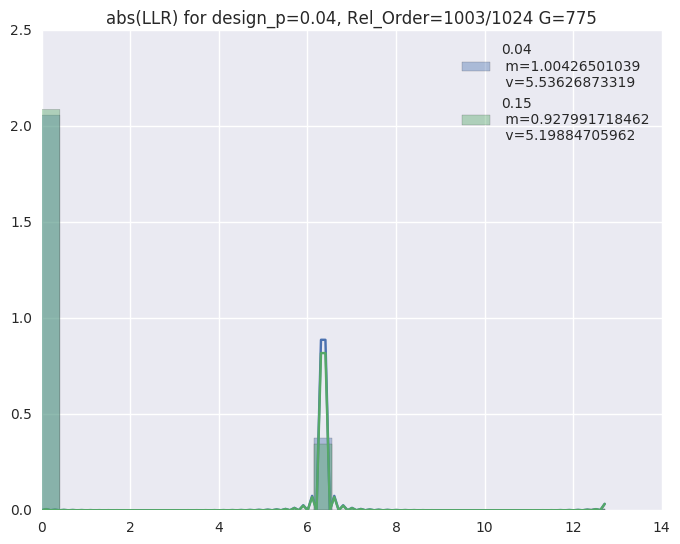 abs(LLR) for design_p=0.04, Rel_Order=1003/1024 G=775
2.5
2.0
1.5
1.0
0.5
0.0
0.04
m=1.00426501039
v=5.53626873319
0.15
m=0.927991718462
v=5.19884705962
0 2 4 6 8 10 12 14